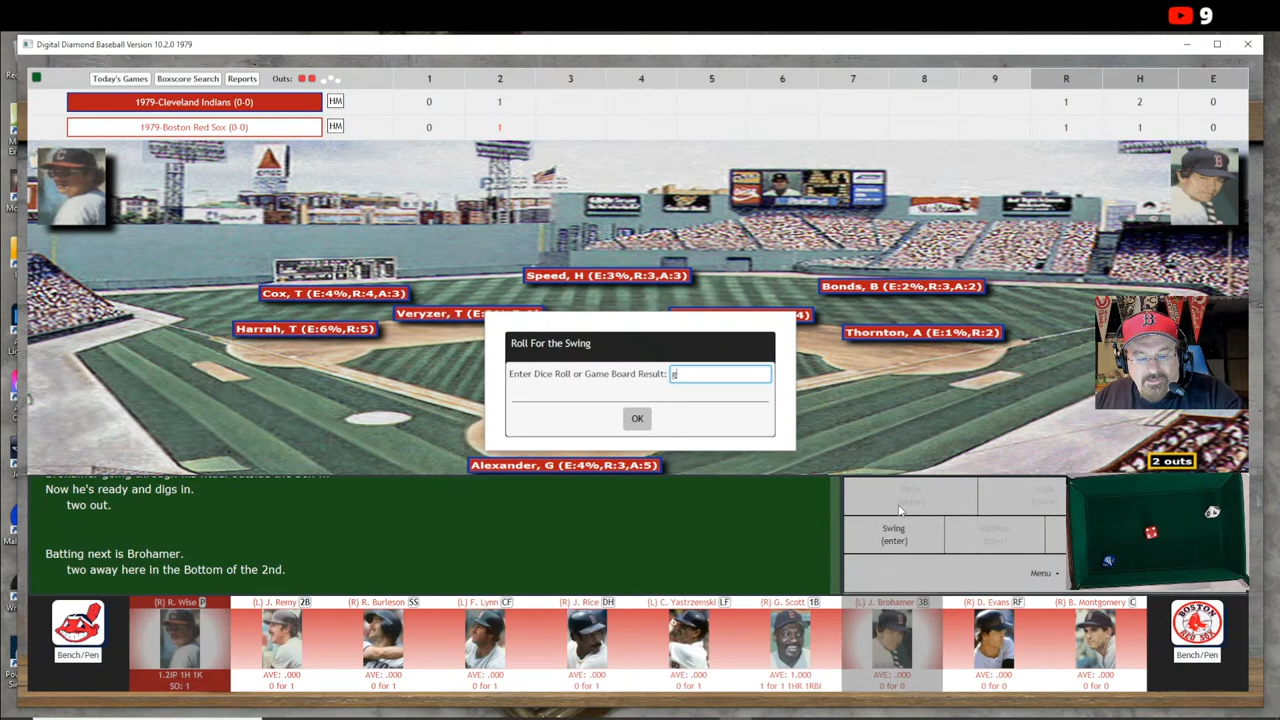 9
Digital Diamond Baseball Version 10.2.0 1979
Today's Games Boxscore Search Reports Outs: 1 2 3 4 5 6 7 8 9 R H E
1979-Cleveland Indians (0-0) HM 0 1 1 2 0
1979-Boston Red Sox (0-0) HM 0 1 1 1 0
Speed, H (E:3%,R:3,A:3)
Cox, T (E:4%,R:4,A:3)
Bonds, B (E:2%,R:3,A:2)
Veryzer, T
4)
Harrah, T (E:6%,R:5)
Thornton, A (E:1%,R:2)
Roll For the Swing
Enter Dice Roll or Game Board Result: g
OK
Alexander, G (E:4%,R:3,A:5)
2 outs
Now he's ready and digs in.
two out.
Batting next is Brohamer.
two away here in the Bottom of the 2nd.
Pitch
(enter)
Swing
(enter)
Menu
Bench/Pen
(R) R. Wise P
1.2IP 1H 1K
SO: 1
(L) J. Remy 2B
AVE: .000
0 for 1
(R) R. Burleson SS
AVE: .000
0 for 1
(L) F. Lynn CF
AVE: .000
0 for 1
(R) J. Rice DH
AVE: .000
0 for 1
(L) C. Yastrzemski LF
AVE: .000
0 for 1
(R) G. Scott 1B
AVE: 1.000
1 for 1 1HR 1RBI
(L) J. Brohamer 3B
AVE: .000
0 for 0
(R) D. Evans RF
AVE: .000
0 for 0
(R) B. Montgomery C
AVE: .000
0 for 0
Bench/Pen